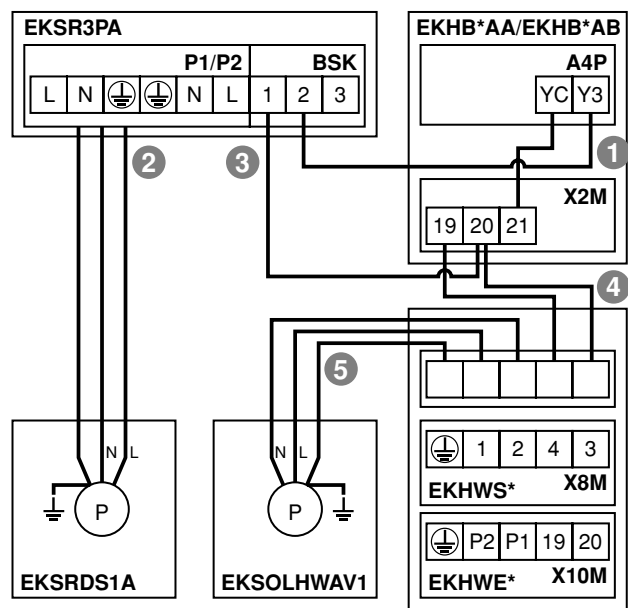 EKSR3PA
P1/P2 BSK
L N N L 1 2 3
EKHB*AA/EKHB*AB
A4P
YC Y3
1
X2M
19 20 21
2
3
4
5
N L
P
EKSRDS1A
N L
P
EKSOLHWAV1
1 2 4 3
EKHWS* X8M
P2 P1 19 20
EKHWE* X10M